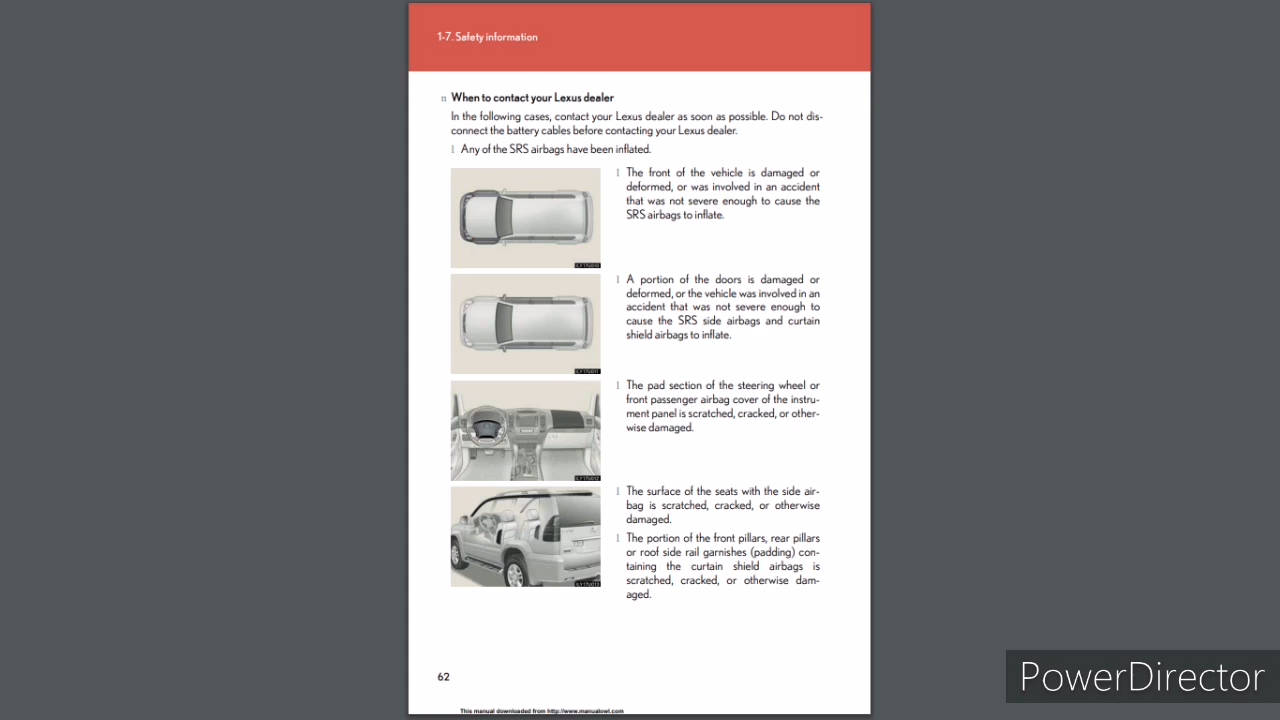 1-7. Safety information
n When to contact your Lexus dealer
In the following cases, contact your Lexus dealer as soon as possible. Do not dis-
connect the battery cables before contacting your Lexus dealer.
l Any of the SRS airbags have been inflated.
l The front of the vehicle is damaged or
deformed, or was involved in an accident
that was not severe enough to cause the
SRS airbags to inflate.
l A portion of the doors is damaged or
deformed, or the vehicle was involved in an
accident that was not severe enough to
cause the SRS side airbags and curtain
shield airbags to inflate.
l The pad section of the steering wheel or
front passenger airbag cover of the instru-
ment panel is scratched, cracked, or other-
wise damaged.
l The surface of the seats with the side air-
bag is scratched, cracked, or otherwise
damaged.
l The portion of the front pillars, rear pillars
or roof side rail garnishes (padding) con-
taining the curtain shield airbags is
scratched, cracked, or otherwise dam-
aged.
62
This manual downloaded from http://www.manualowl.com
PowerDirector